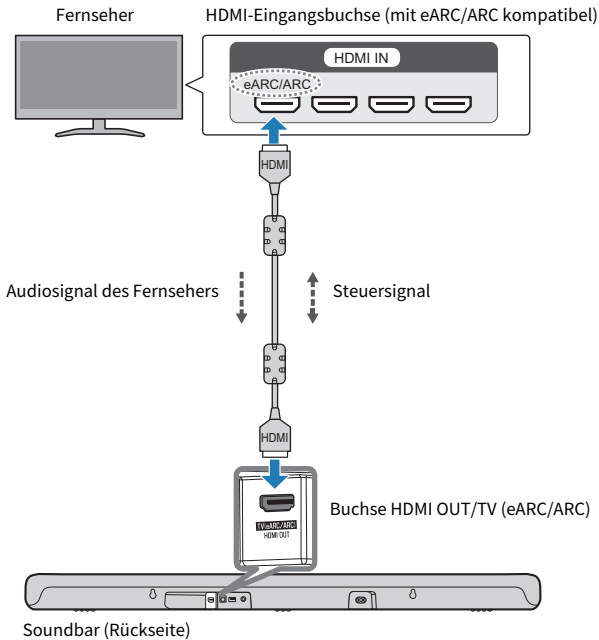 Fernseher
HDMI-Eingangsbuchse (mit eARC/ARC kompatibel)
HDMI IN
eARC/ARC
HDMI
Audiosignal des Fernsehers
Steuersignal
HDMI
Buchse HDMI OUT/TV (eARC/ARC)
TV(eARC/ARC)
HDMI OUT
Soundbar (Rückseite)